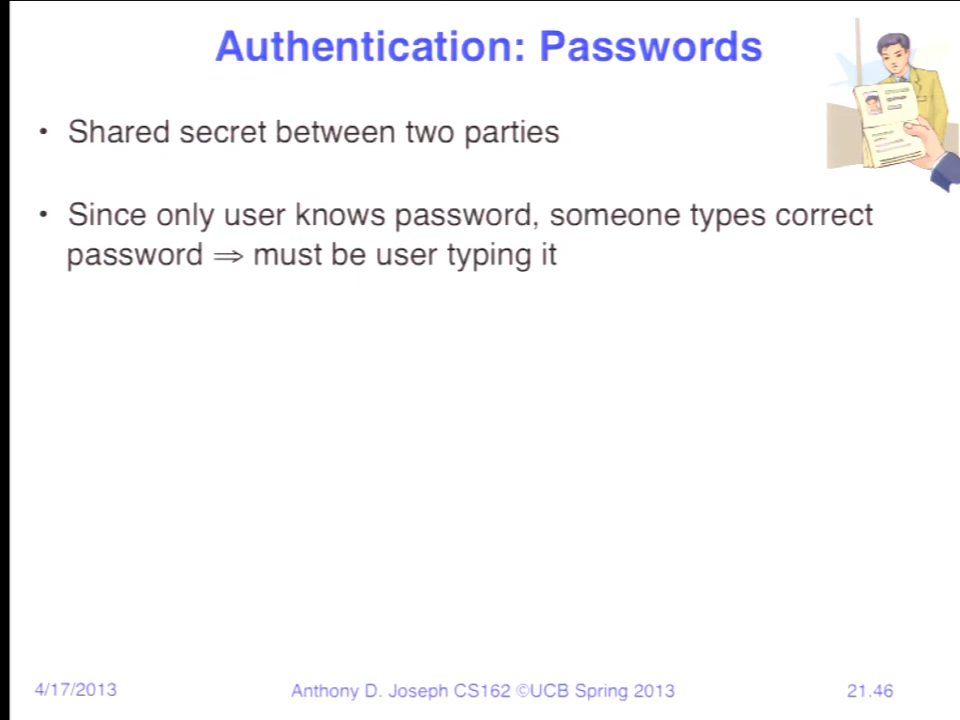 Authentication: Passwords
• Shared secret between two parties
• Since only user knows password, someone types correct
password ⇒ must be user typing it
4/17/2013 Anthony D. Joseph CS162 ©UCB Spring 2013 21.46